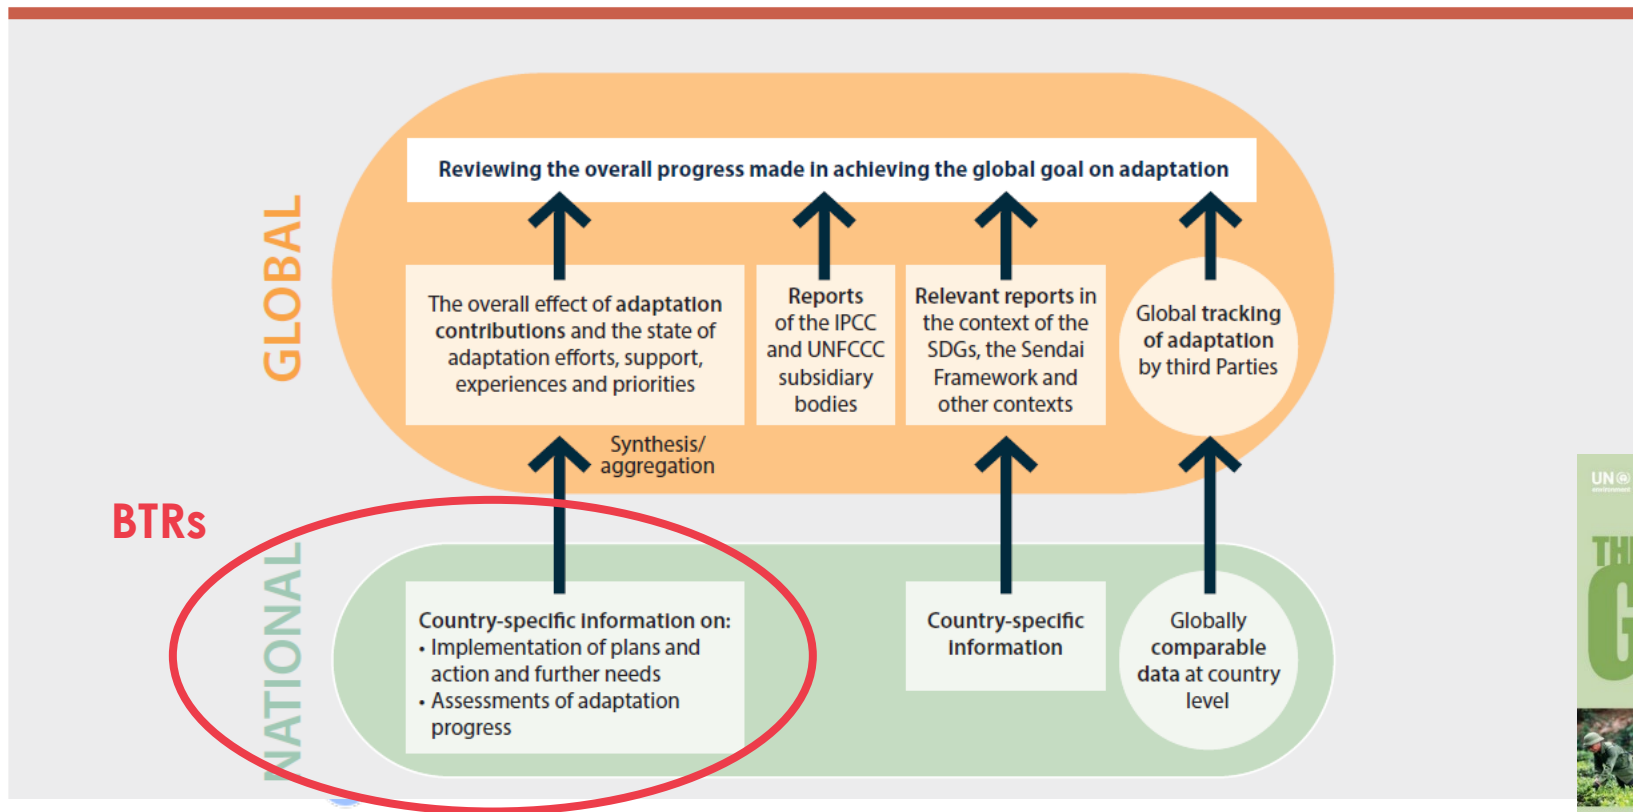 GLOBAL
Reviewing the overall progress made in achieving the global goal on adaptation
The overall effect of adaptation
contributions and the state of
adaptation efforts, support,
experiences and priorities
Reports
of the IPCC
and UNFCCC
subsidiary
bodies
Relevant reports in
the context of the
SDGs, the Sendai
Framework and
other contexts
Global tracking
of adaptation
by third Parties
Synthesis/
aggregation
BTRs
NATIONAL
Country-specific information on:
• Implementation of plans and
action and further needs
• Assessments of adaptation
progress
Country-specific
information
Globally
comparable
data at country
level
UN
environment
TH
G